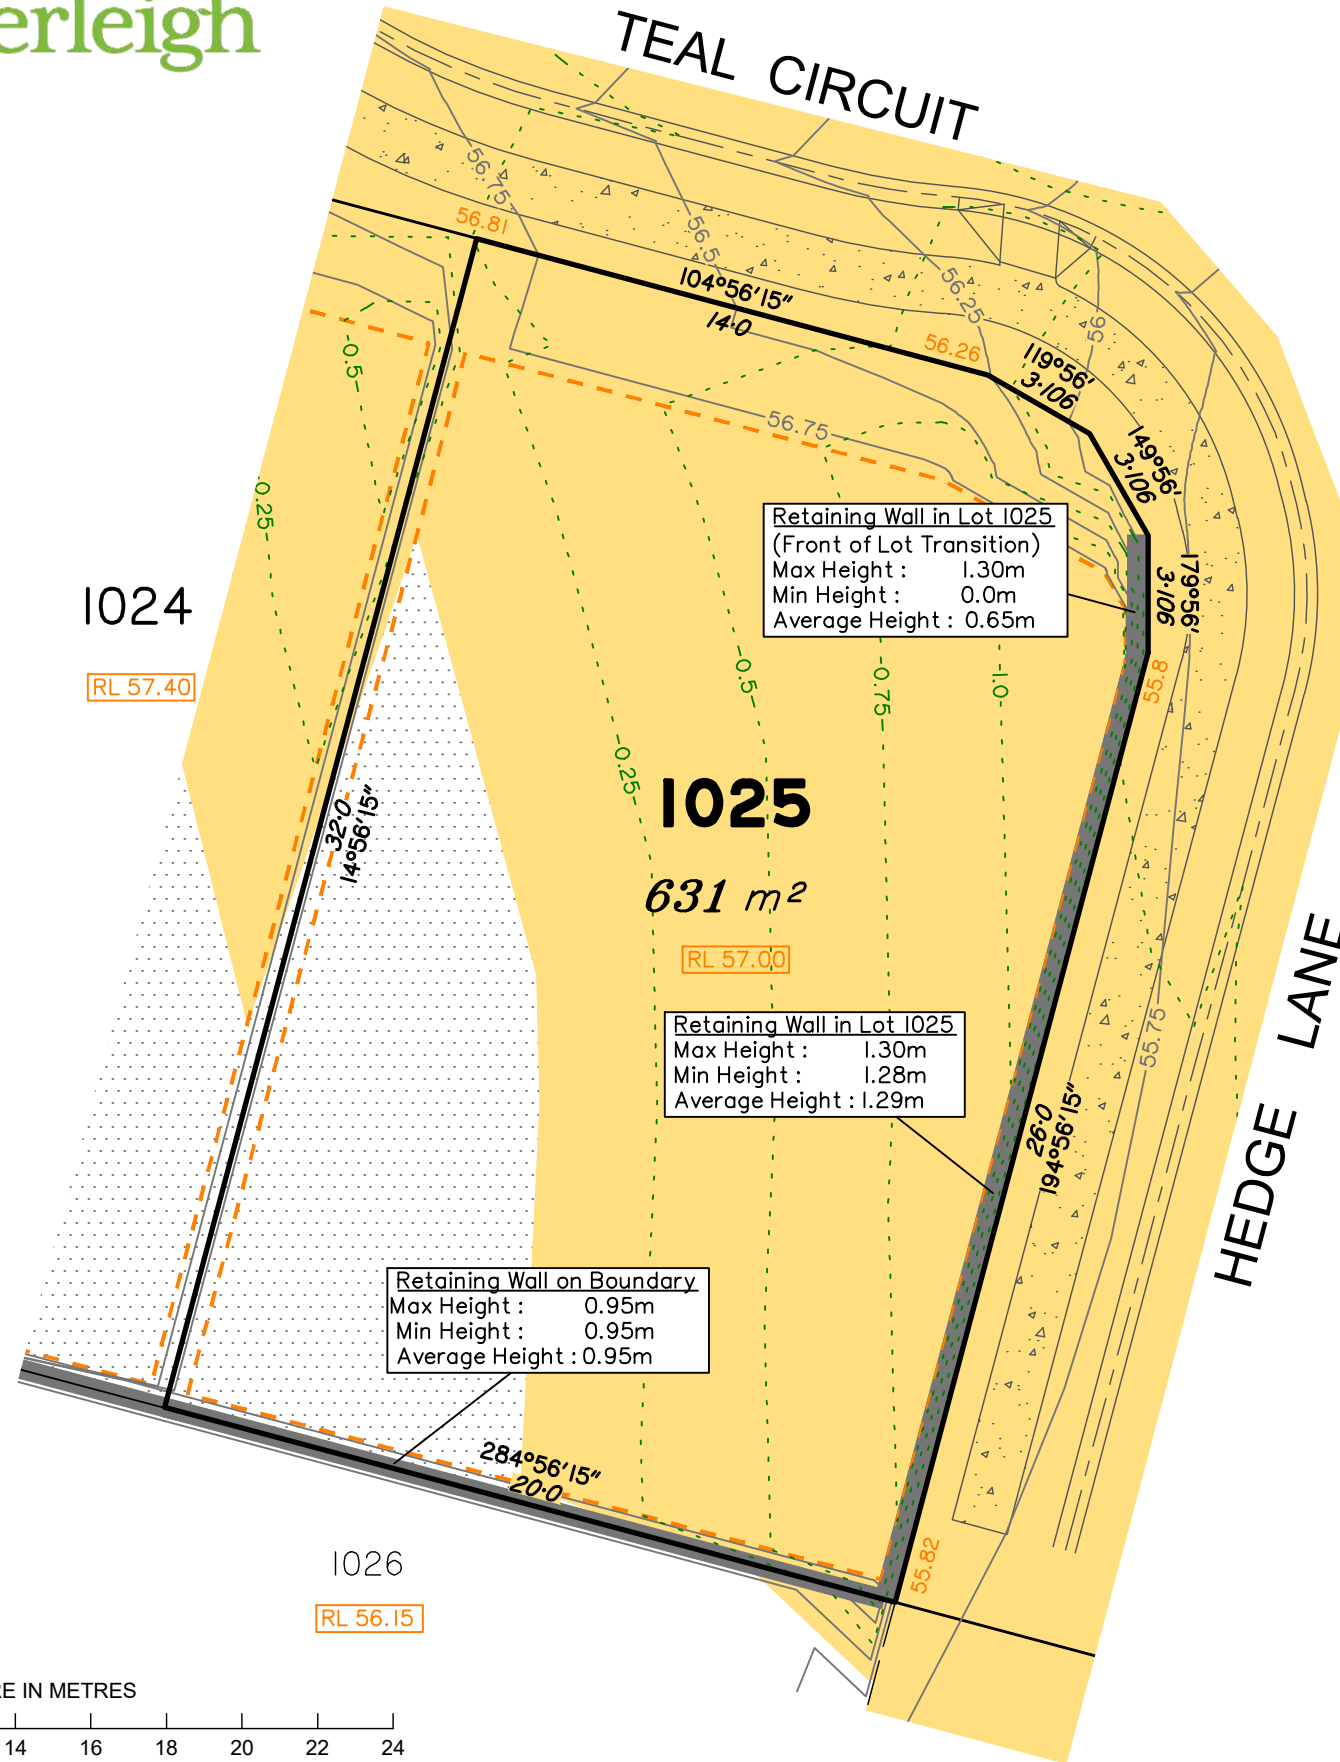 erleigh
TEAL CIRCUIT
56.75
56.81
56.5
104°56'15"
14·0
56.25
56.26
56
119°56'
3·106
149°56'
3·106
179°56'
3·106
0.5
0.25
56.75
Retaining Wall in Lot 1025
(Front of Lot Transition)
Max Height : 1.30m
Min Height : 0.0m
Average Height : 0.65m
1024
RL 57.40
55.8
0.5
0.75
1.0
0.25
1025
631 m²
RL 57.00
32·0
14°56'15"
Retaining Wall in Lot 1025
Max Height : 1.30m
Min Height : 1.28m
Average Height : 1.29m
26·0
194°56'15"
55.75
HEDGE LANE
Retaining Wall on Boundary
Max Height : 0.95m
Min Height : 0.95m
Average Height : 0.95m
284°56'15"
20·0
55.82
1026
RL 56.15
RE IN METRES
14 16 18 20 22 24